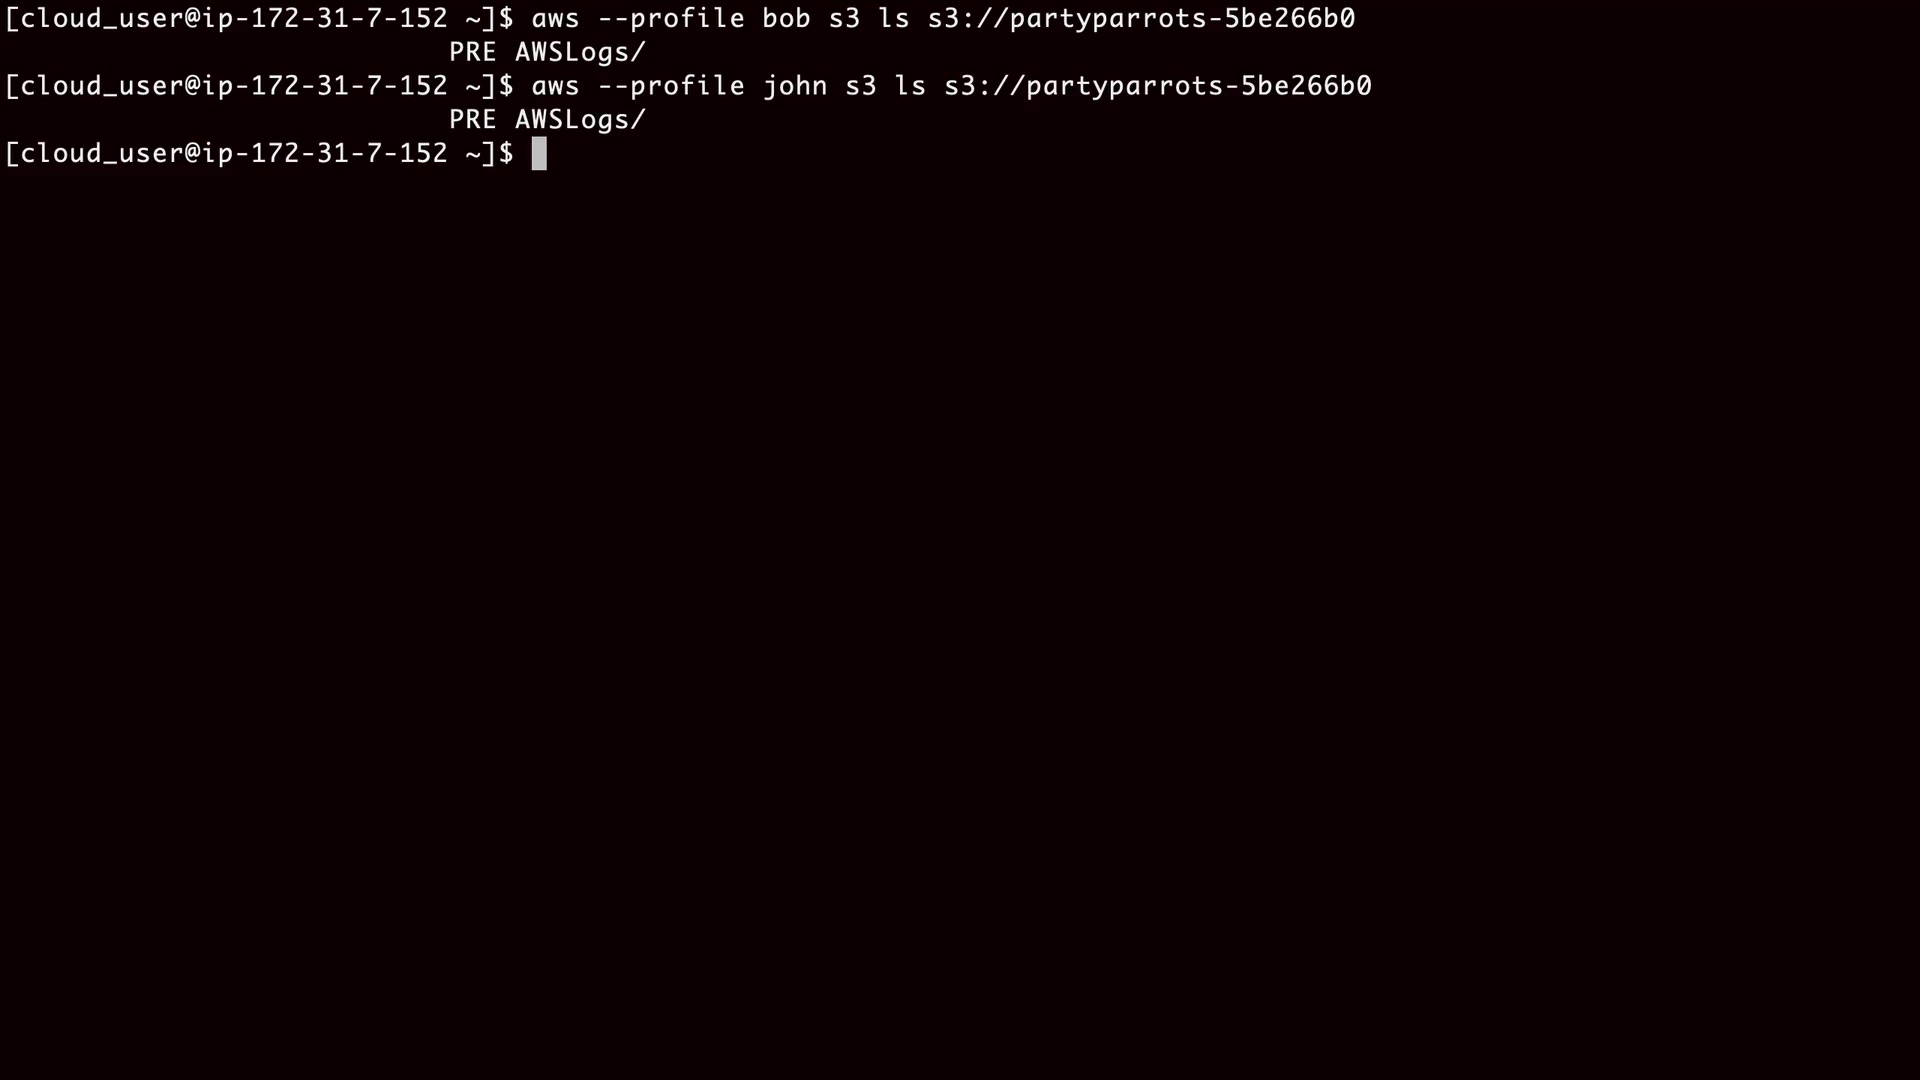 [cloud_user@ip-172-31-7-152 ~]$ aws --profile bob s3 ls s3://partyparrots-5be266b0
PRE AWSLogs/
[cloud_user@ip-172-31-7-152 ~]$ aws --profile john s3 ls s3://partyparrots-5be266b0
PRE AWSLogs/
[cloud_user@ip-172-31-7-152 ~]$